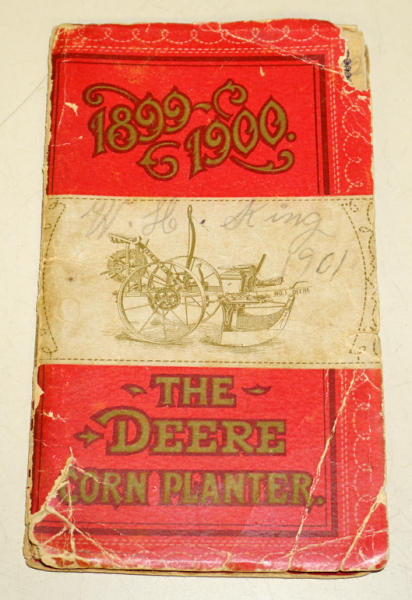 1899-
1900.
W. H. King
1901
THE
DEERE
CORN PLANTER.